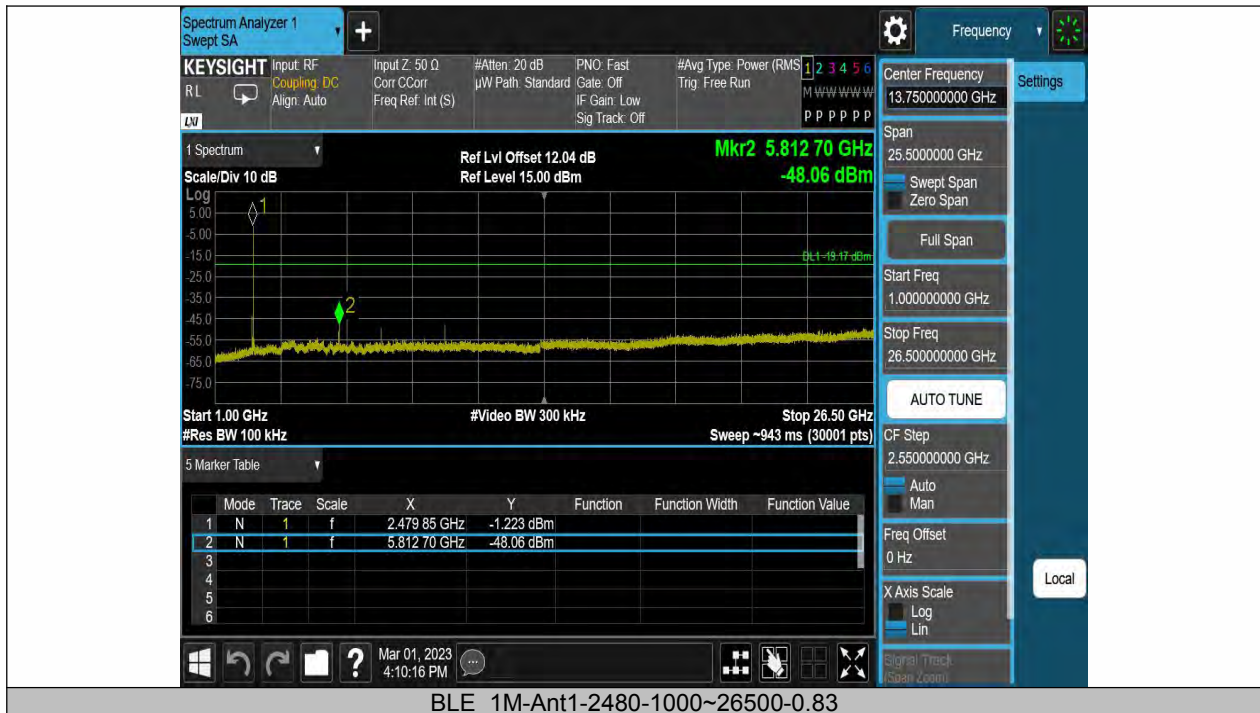 Spectrum Analyzer 1
Swept SA
+
Frequency
KEYSIGHT
RL
LXI
Input: RF
Coupling: DC
Align: Auto
Input Z: 50 Ω
Corr CCorr
Freq Ref: Int (S)
#Atten: 20 dB
µW Path: Standard
PNO: Fast
Gate: Off
IF Gain: Low
Sig Track: Off
#Avg Type: Power (RMS
Trig: Free Run
1 2 3 4 5 6
M W W W W W
P P P P P P
1 Spectrum
Scale/Div 10 dB
Ref Lvl Offset 12.04 dB
Ref Level 15.00 dBm
Mkr2 5.812 70 GHz
-48.06 dBm
Log
5.00
-5.00
-15.0
-25.0
-35.0
-45.0
-55.0
-65.0
-75.0
1
2
DL1 -19.17 dBm
Start 1.00 GHz
#Video BW 300 kHz
Stop 26.50 GHz
#Res BW 100 kHz
Sweep ~943 ms (30001 pts)
5 Marker Table
Mode Trace Scale X Y Function Function Width Function Value
1 N 1 f 2.479 85 GHz -1.223 dBm
2 N 1 f 5.812 70 GHz -48.06 dBm
3
4
5
6
?
Mar 01, 2023
4:10:16 PM
Center Frequency
13.750000000 GHz
Span
25.5000000 GHz
Swept Span
Zero Span
Full Span
Start Freq
1.000000000 GHz
Stop Freq
26.500000000 GHz
AUTO TUNE
CF Step
2.550000000 GHz
Auto
Man
Freq Offset
0 Hz
X Axis Scale
Log
Lin
Signal Track
(Span Zoom)
Settings
Local
BLE_1M-Ant1-2480-1000~26500-0.83